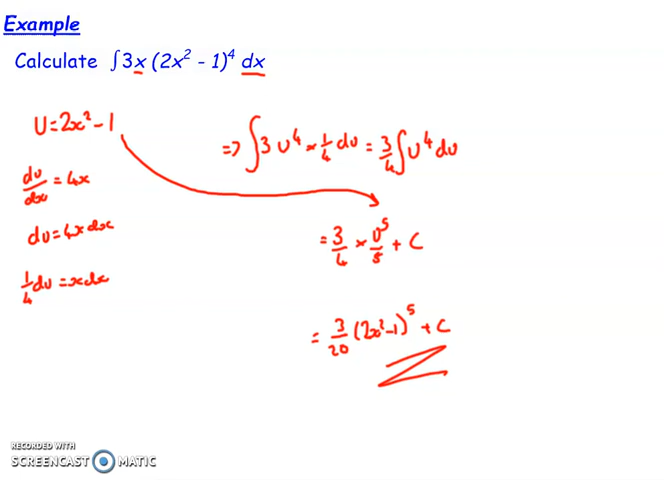 Example
Calculate ∫3x (2x² - 1)⁴ dx
U = 2x² - 1
=> ∫ 3 U⁴ × 1/4 du = 3/4 ∫ U⁴ du
du/dx = 4x
du = 4x dx
= 3/4 × U⁵/5 + C
1/4 du = x dx
= 3/20 (2x² - 1)⁵ + C
RECORDED WITH
SCREENCAST MATIC